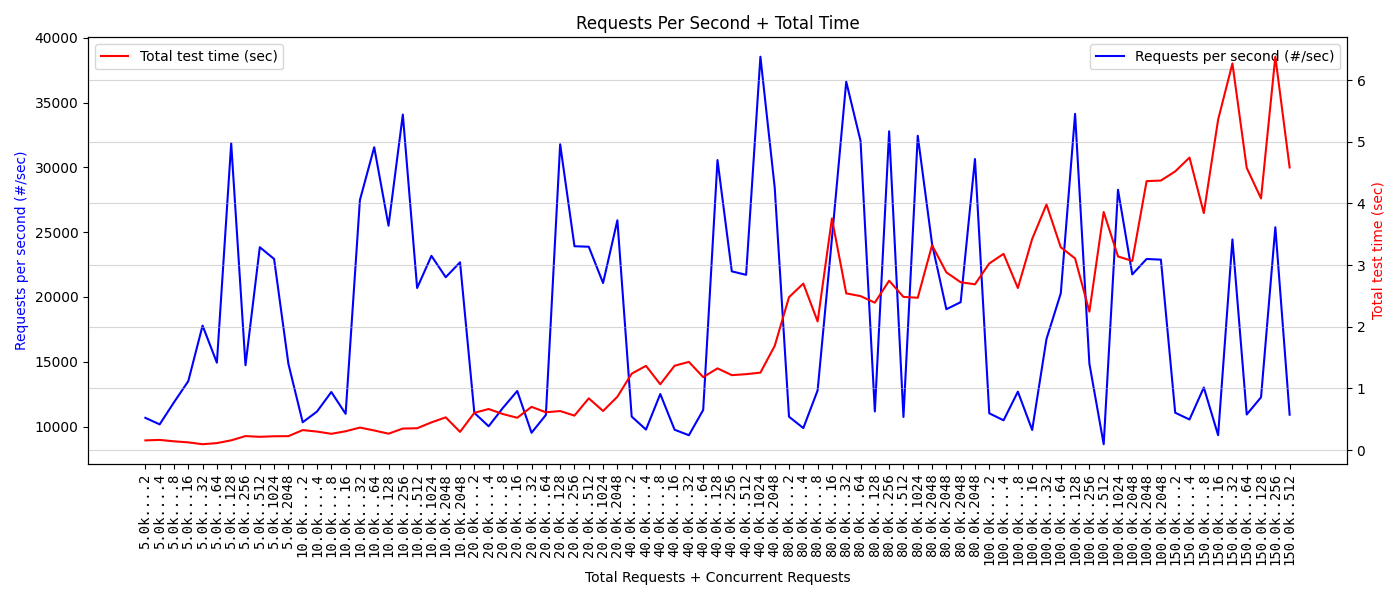 Requests Per Second + Total Time
Total test time (sec)
Requests per second (#/sec)
Requests per second (#/sec)
40000
35000
30000
25000
20000
15000
10000
6
5
4
3
2
1
0
Total test time (sec)
5.0k....2
5.0k....4
5.0k....8
5.0k...16
5.0k...32
5.0k...64
5.0k..128
5.0k..256
5.0k..512
5.0k.1024
5.0k.2048
10.0k....2
10.0k....4
10.0k....8
10.0k...16
10.0k...32
10.0k...64
10.0k..128
10.0k..256
10.0k..512
10.0k.1024
10.0k.2048
10.0k.2048
20.0k....2
20.0k....4
20.0k....8
20.0k...16
20.0k...32
20.0k...64
20.0k..128
20.0k..256
20.0k..512
20.0k.1024
20.0k.2048
40.0k....2
40.0k....4
40.0k....8
40.0k...16
40.0k...32
40.0k...64
40.0k..128
40.0k..256
40.0k..512
40.0k.1024
40.0k.2048
80.0k....2
80.0k....4
80.0k....8
80.0k...16
80.0k...32
80.0k...64
80.0k..128
80.0k..256
80.0k..512
80.0k.1024
80.0k.2048
80.0k.2048
80.0k.2048
80.0k.2048
100.0k....2
100.0k....4
100.0k....8
100.0k...16
100.0k...32
100.0k...64
100.0k..128
100.0k..256
100.0k..512
100.0k.1024
100.0k.2048
100.0k.2048
100.0k.2048
150.0k....2
150.0k....4
150.0k....8
150.0k...16
150.0k...32
150.0k...64
150.0k..128
150.0k..256
150.0k..512
Total Requests + Concurrent Requests